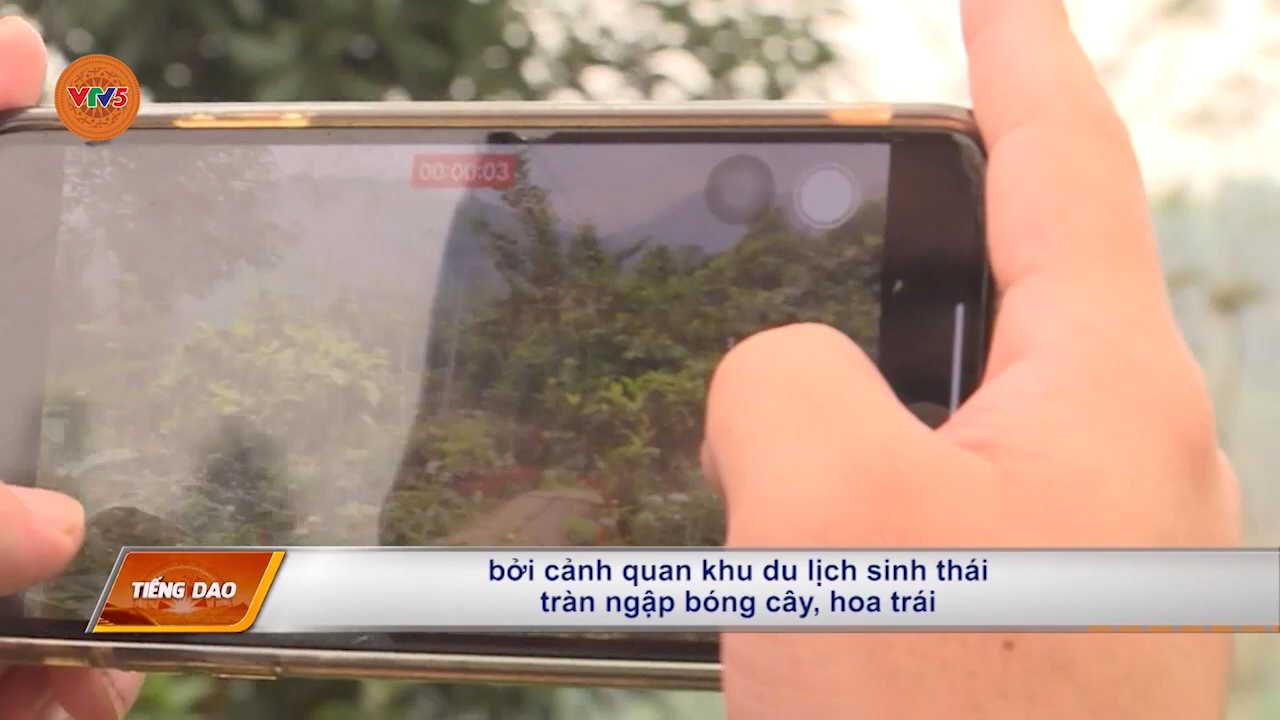 VTV5
00:00:03
TIẾNG DAO
bởi cảnh quan khu du lịch sinh thái
tràn ngập bóng cây, hoa trái